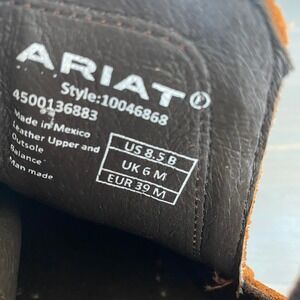 ARIAT
Style:10046868
4500136883
Made in Mexico
Leather Upper and
Outsole
Balance
Man made
US 8.5 B
UK 6 M
EUR 39 M